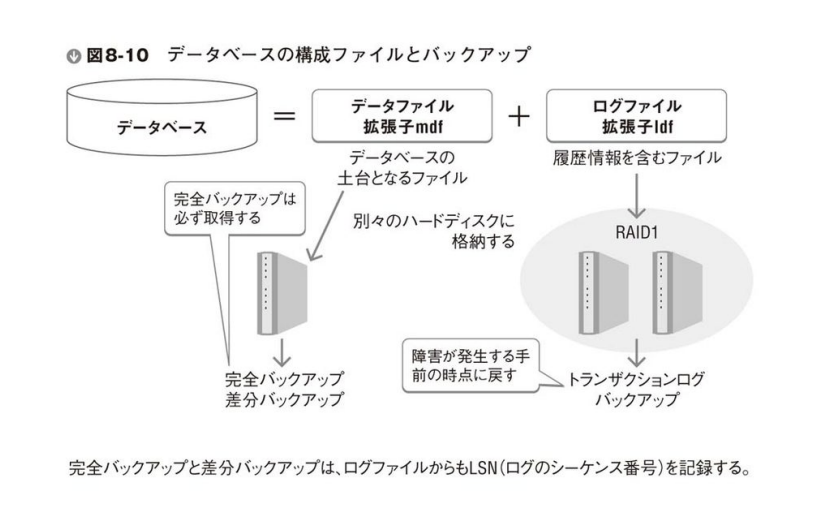 図8-10 データベースの構成ファイルとバックアップ
データベース
=
データファイル
拡張子mdf
+
ログファイル
拡張子ldf
データベースの
土台となるファイル
履歴情報を含むファイル
完全バックアップは
必ず取得する
別々のハードディスクに
格納する
RAID1
障害が発生する手
前の時点に戻す
完全バックアップ
差分バックアップ
トランザクションログ
バックアップ
完全バックアップと差分バックアップは、ログファイルからもLSN(ログのシーケンス番号)を記録する。